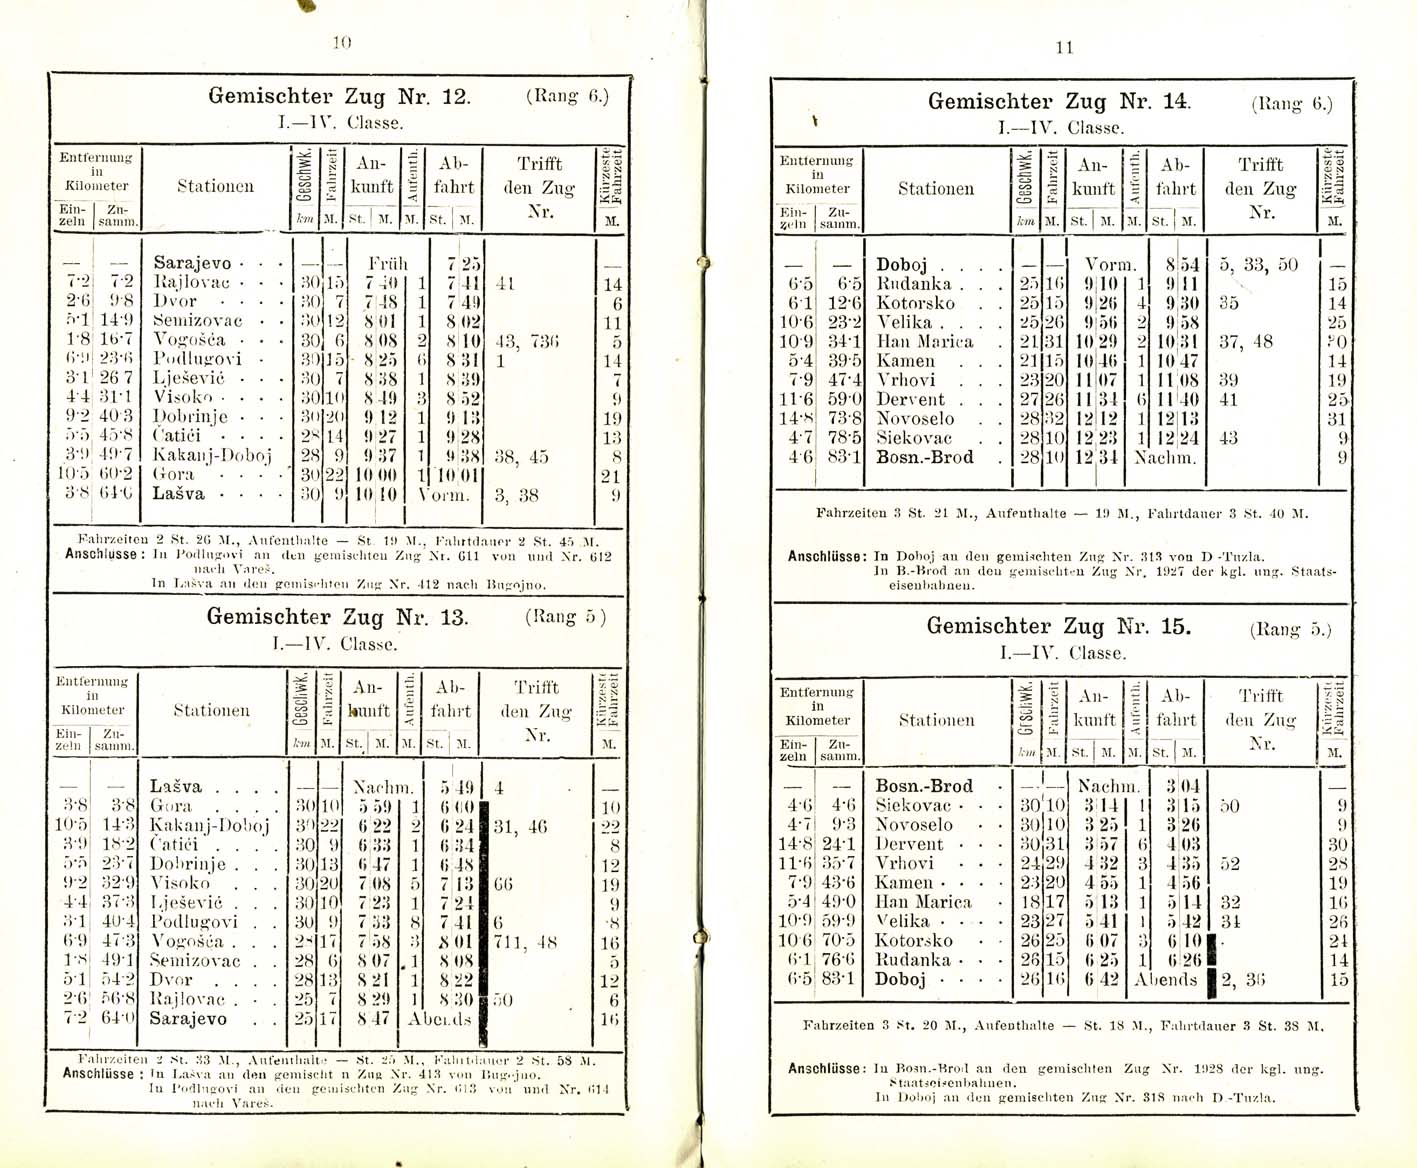 10
Gemischter Zug Nr. 12. (Rang 6.)
I.—IV. Classe.
Entfernung in Kilometer | Stationen | Geschwk. | Fahrzeit | Ankunft | Aufenth. | Abfahrt | Trifft den Zug Nr. | Kürzeste Fahrzeit
Einzeln | Zusamm. | km | M. | St. | M. | M. | St. | M. | M.
— — Sarajevo · · · — — Früh 7 25 —
7·2 7·2 Rajlovac · · · 30 15 7 40 1 7 41 41 14
2·6 9·8 Dvor · · · · 30 7 7 48 1 7 49 6
5·1 14·9 Semizovac · · 30 12 8 01 1 8 02 11
1·8 16·7 Vogošća · · · 30 6 8 08 2 8 10 43, 736 5
6·9 23·6 Podlugovi · 30 15 8 25 6 8 31 1 14
3·1 26 7 Lješević · · · 30 7 8 38 1 8 39 7
4·4 31·1 Visoko · · · · 30 10 8 49 3 8 52 9
9·2 40·3 Dobrinje · · · 30 20 9 12 1 9 13 19
5·5 45·8 Ćatići · · · · 28 14 9 27 1 9 28 13
3·9 49·7 Kakanj-Doboj 28 9 9 37 1 9 38 38, 45 8
10·5 60·2 Gora · · · · 30 22 10 00 1 10 01 21
3·8 64·0 Lašva · · · · 30 9 10 10 Vorm. 3, 38 9
Fahrzeiten 2 St. 26 M., Aufenthalte — St. 19 M., Fahrtdauer 2 St. 45 M.
Anschlüsse: In Podlugovi an den gemischten Zug Nr. 611 von und Nr. 612
nach Vareš.
In Lašva an den gemischten Zug Nr. 412 nach Bugojno.
Gemischter Zug Nr. 13. (Rang 5)
I.—IV. Classe.
Entfernung in Kilometer | Stationen | Geschwk. | Fahrzeit | Ankunft | Aufenth. | Abfahrt | Trifft den Zug Nr. | Kürzeste Fahrzeit
Einzeln | Zusamm. | km | M. | St. | M. | M. | St. | M. | M.
— — Lašva . . . . — — Nachm. 5 49 4 —
3·8 3·8 Gora . . . . 30 10 5 59 1 6 00 10
10·5 14·3 Kakanj-Doboj 30 22 6 22 2 6 24 31, 46 22
3·9 18·2 Ćatići . . . . 30 9 6 33 1 6 34 8
5·5 23·7 Dobrinje . . . 30 13 6 47 1 6 48 12
9·2 32·9 Visoko . . . 30 20 7 08 5 7 13 66 19
4·4 37·3 Lješević . . . 30 10 7 23 1 7 24 9
3·1 40·4 Podlugovi . . 30 9 7 33 8 7 41 6 8
6·9 47·3 Vogošća . . . 28 17 7 58 3 8 01 711, 48 16
1·8 49·1 Semizovac . . 28 6 8 07 1 8 08 5
5·1 54·2 Dvor . . . . 28 13 8 21 1 8 22 12
2·6 56·8 Rajlovac . . . 25 7 8 29 1 8 30 50 6
7·2 64·0 Sarajevo . . 25 17 8 47 Abends 16
Fahrzeiten 2 St. 33 M., Aufenthalte — St. 25 M., Fahrtdauer 2 St. 58 M.
Anschlüsse: In Lašva an den gemischten Zug Nr. 413 von Bugojno.
In Podlugovi an den gemischten Zug Nr. 613 von und Nr. 614
nach Vareš.
11
Gemischter Zug Nr. 14. (Rang 6.)
I.—IV. Classe.
Entfernung in Kilometer | Stationen | Geschwk. | Fahrzeit | Ankunft | Aufenth. | Abfahrt | Trifft den Zug Nr. | Kürzeste Fahrzeit
Einzeln | Zusamm. | km | M. | St. | M. | M. | St. | M. | M.
— — Doboj . . . . — — Vorm. 8 54 5, 33, 50 —
6·5 6·5 Rudanka . . . 25 16 9 10 1 9 11 15
6·1 12·6 Kotorsko . . 25 15 9 26 4 9 30 35 14
10·6 23·2 Velika . . . . 25 26 9 56 2 9 58 25
10·9 34·1 Han Marica . 21 31 10 29 2 10 31 37, 48 30
5·4 39·5 Kamen . . . 21 15 10 46 1 10 47 14
7·9 47·4 Vrhovi . . . 23 20 11 07 1 11 08 39 19
11·6 59·0 Dervent . . . 27 26 11 34 6 11 40 41 25
14·8 73·8 Novoselo . . 28 32 12 12 1 12 13 31
4·7 78·5 Siekovac . . 28 10 12 23 1 12 24 43 9
4·6 83·1 Bosn.-Brod . 28 10 12 34 Nachm. 9
Fahrzeiten 3 St. 21 M., Aufenthalte — 19 M., Fahrtdauer 3 St. 40 M.
Anschlüsse: In Doboj an den gemischten Zug Nr. 313 von D.-Tuzla.
In B.-Brod an den gemischten Zug Nr. 1927 der kgl. ung. Staats-
eisenbahnen.
Gemischter Zug Nr. 15. (Rang 5.)
I.—IV. Classe.
Entfernung in Kilometer | Stationen | Geschwk. | Fahrzeit | Ankunft | Aufenth. | Abfahrt | Trifft den Zug Nr. | Kürzeste Fahrzeit
Einzeln | Zusamm. | km | M. | St. | M. | M. | St. | M. | M.
— — Bosn.-Brod · — — Nachm. 3 04 —
4·6 4·6 Siekovac · · · 30 10 3 14 1 3 15 50 9
4·7 9·3 Novoselo · · 30 10 3 25 1 3 26 9
14·8 24·1 Dervent · · · 30 31 3 57 6 4 03 30
11·6 35·7 Vrhovi · · · 24 29 4 32 3 4 35 52 28
7·9 43·6 Kamen · · · · 23 20 4 55 1 4 56 19
5·4 49·0 Han Marica · 18 17 5 13 1 5 14 32 16
10·9 59·9 Velika · · · · 23 27 5 41 1 5 42 34 26
10·6 70·5 Kotorsko · · 26 25 6 07 3 6 10 24
6·1 76·6 Rudanka · · · 26 15 6 25 1 6 26 14
6·5 83·1 Doboj · · · · 26 16 6 42 Abends 2, 36 15
Fahrzeiten 3 St. 20 M., Aufenthalte — St. 18 M., Fahrtdauer 3 St. 38 M.
Anschlüsse: In Bosn.-Brod an den gemischten Zug Nr. 1928 der kgl. ung.
Staatseisenbahnen.
In Doboj an den gemischten Zug Nr. 318 nach D.-Tuzla.